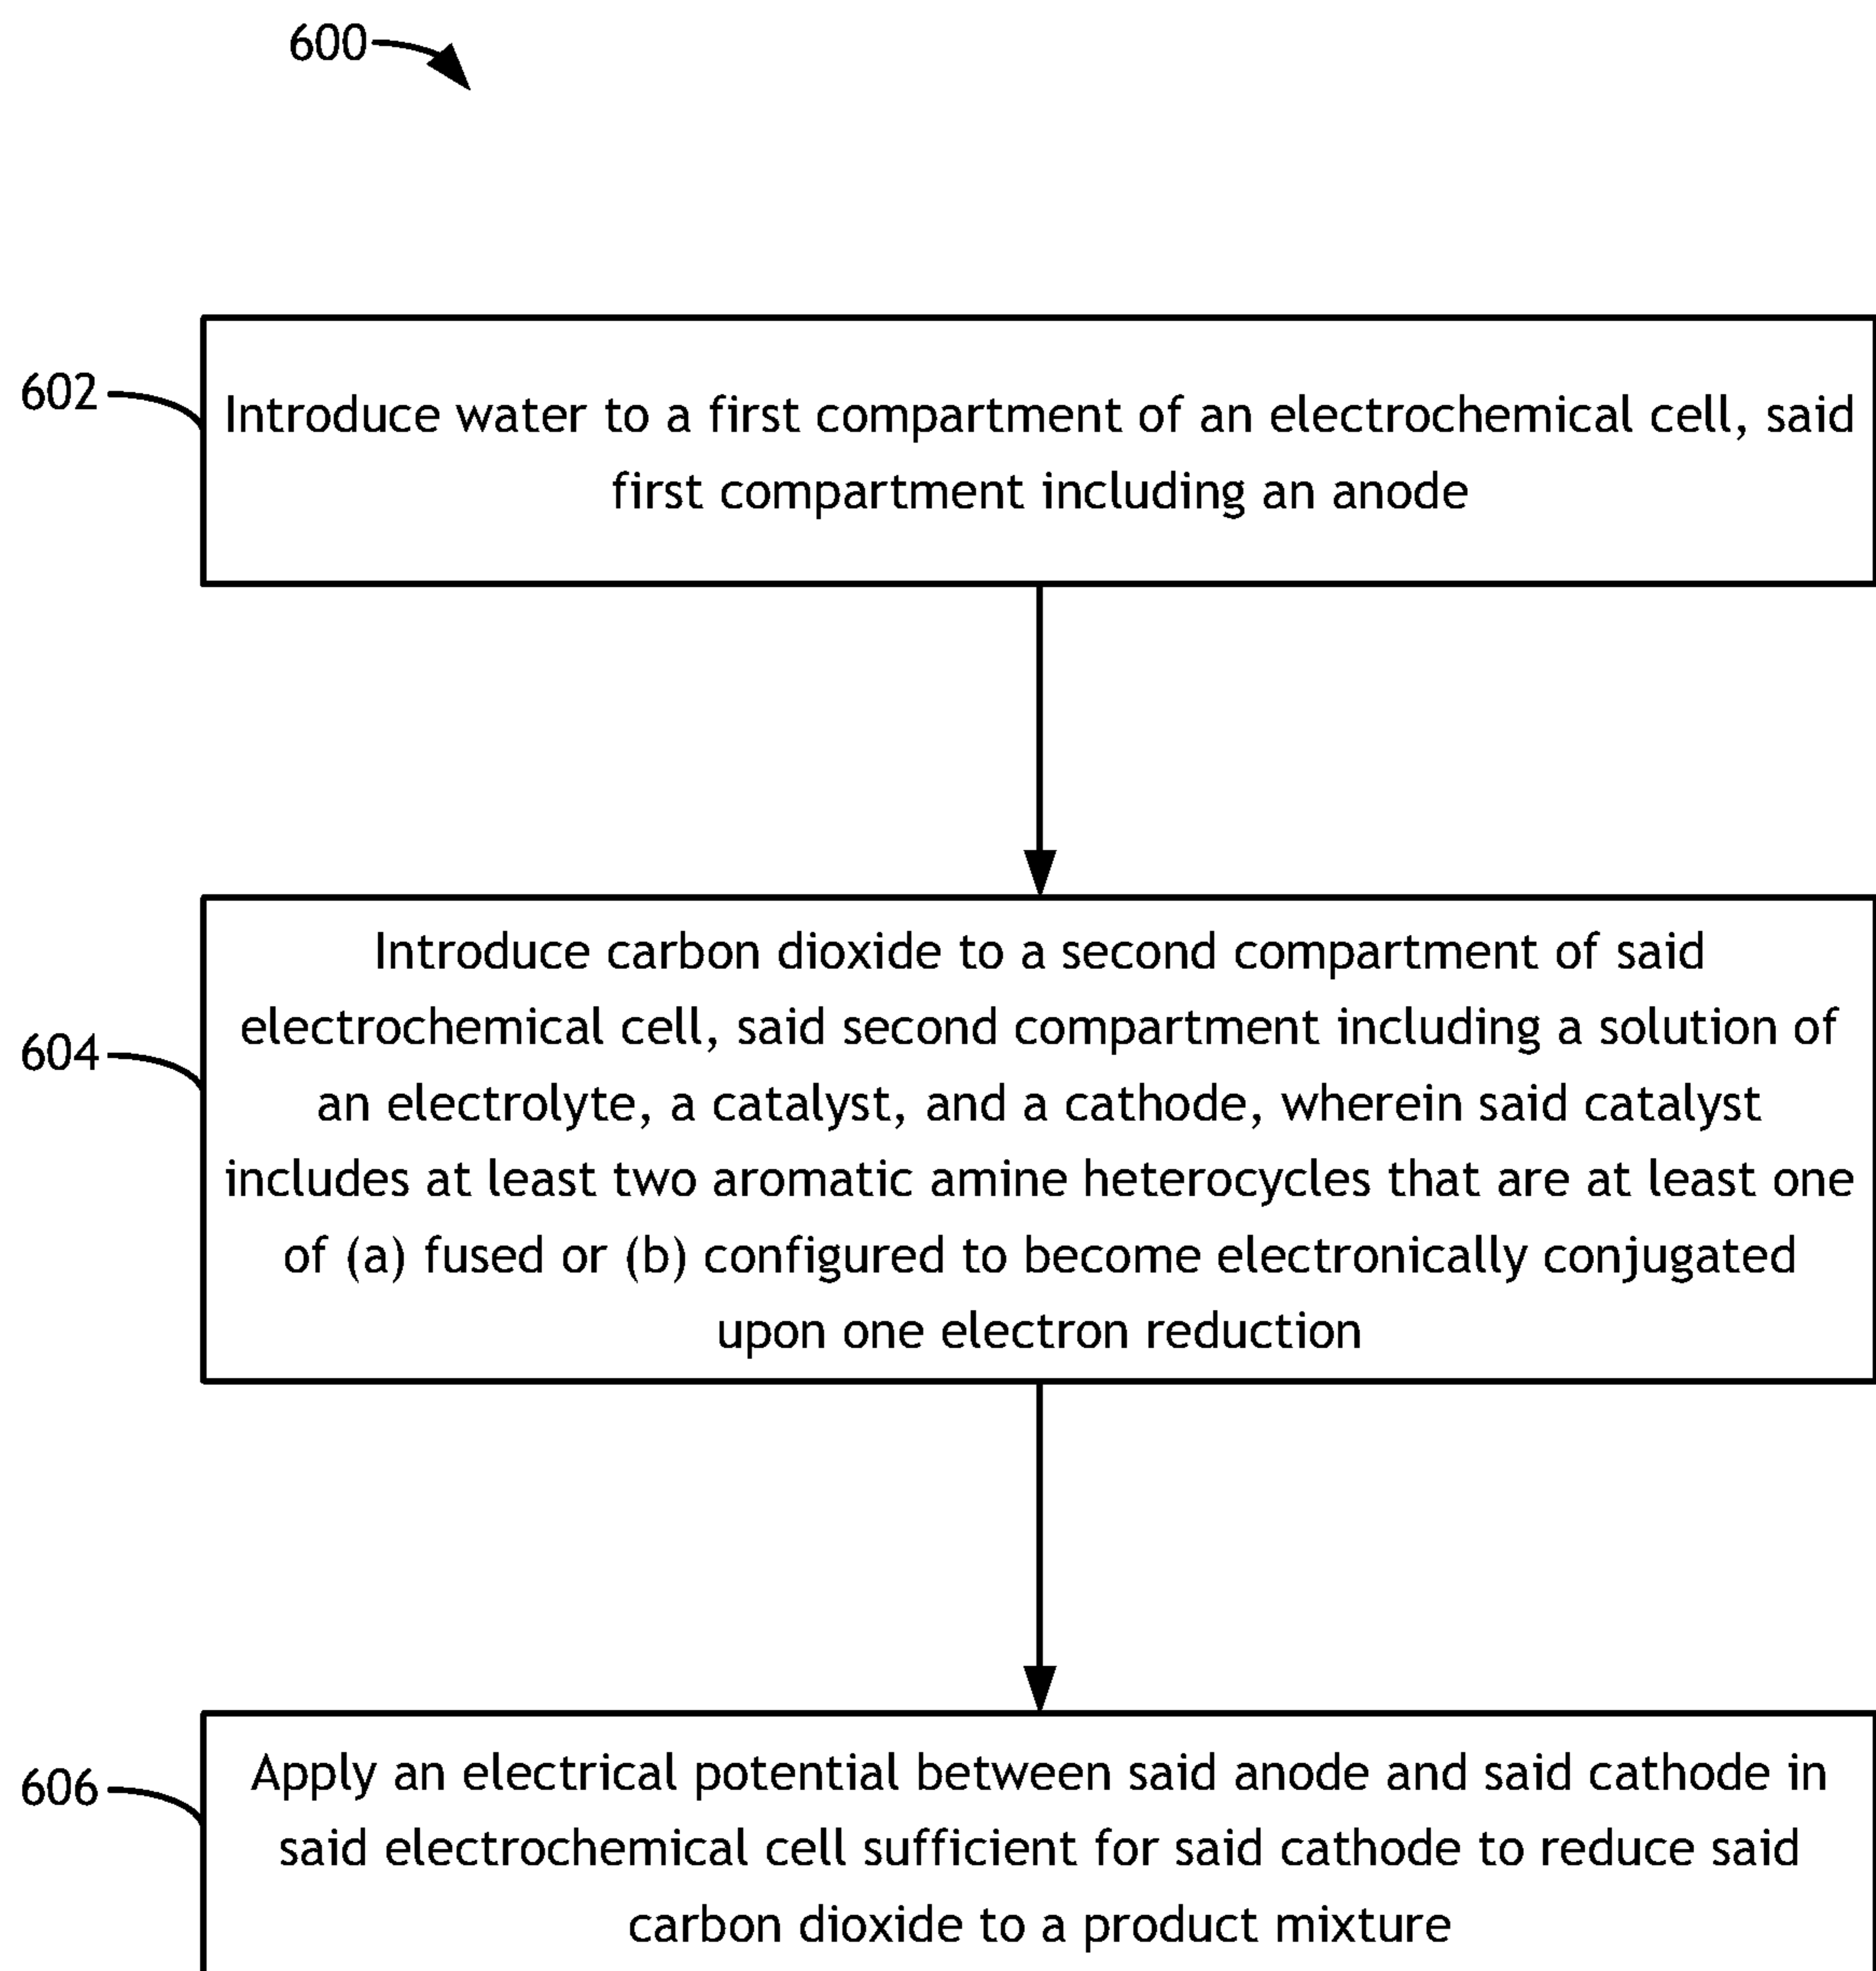 600
602
Introduce water to a first compartment of an electrochemical cell, said
first compartment including an anode
604
Introduce carbon dioxide to a second compartment of said
electrochemical cell, said second compartment including a solution of
an electrolyte, a catalyst, and a cathode, wherein said catalyst
includes at least two aromatic amine heterocycles that are at least one
of (a) fused or (b) configured to become electronically conjugated
upon one electron reduction
606
Apply an electrical potential between said anode and said cathode in
said electrochemical cell sufficient for said cathode to reduce said
carbon dioxide to a product mixture